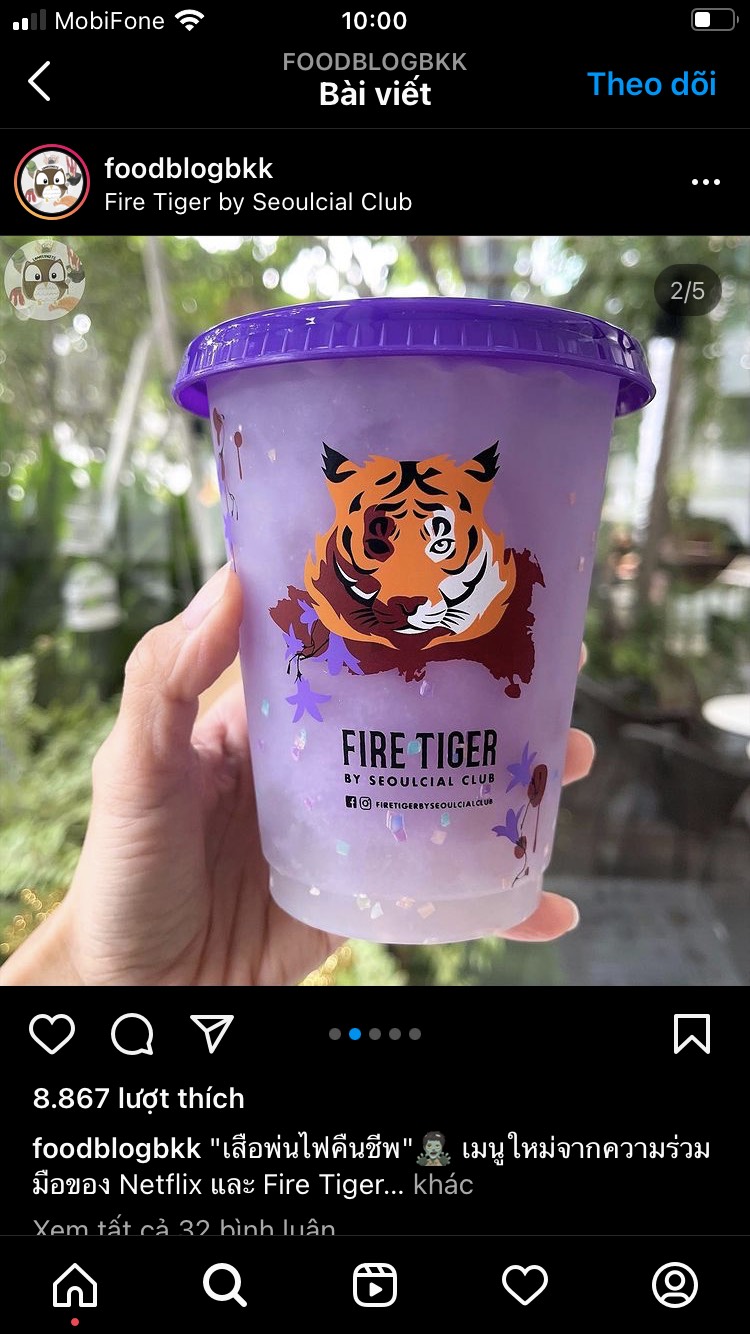 MobiFone
10:00
FOODBLOGBKK
Bài viết
Theo dõi
foodblogbkk
Fire Tiger by Seoulcial Club
2/5
FIRE TIGER
BY SEOULCIAL CLUB
FIRETIGERBYSEOULCIALCLUB
8.867 lượt thích
foodblogbkk "เสือพ่นไฟคืนชีพ"🧟 เมนูใหม่จากความร่วม
มือของ Netflix และ Fire Tiger... khác
Xem tất cả 32 bình luận